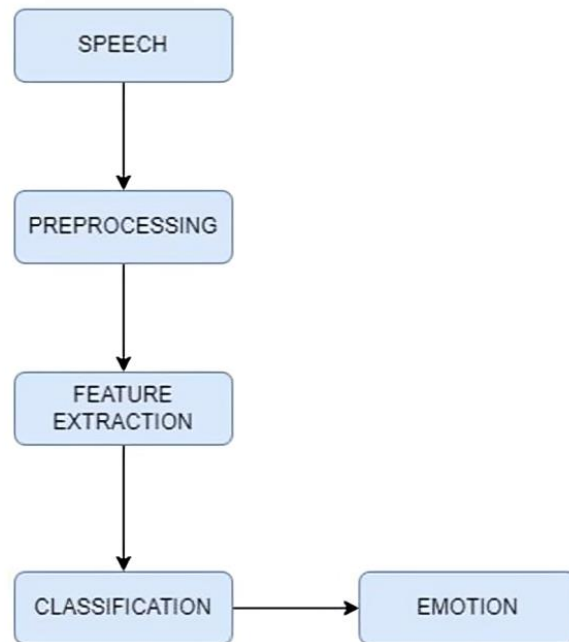 SPEECH
PREPROCESSING
FEATURE
EXTRACTION
CLASSIFICATION
EMOTION